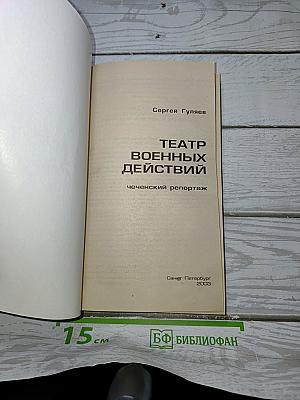 Сергей Гуляев
ТЕАТР
ВОЕННЫХ
ДЕЙСТВИЙ
чеченский репортаж
Санкт-Петербург
2003
15 см
БФ БИБЛИОФАН